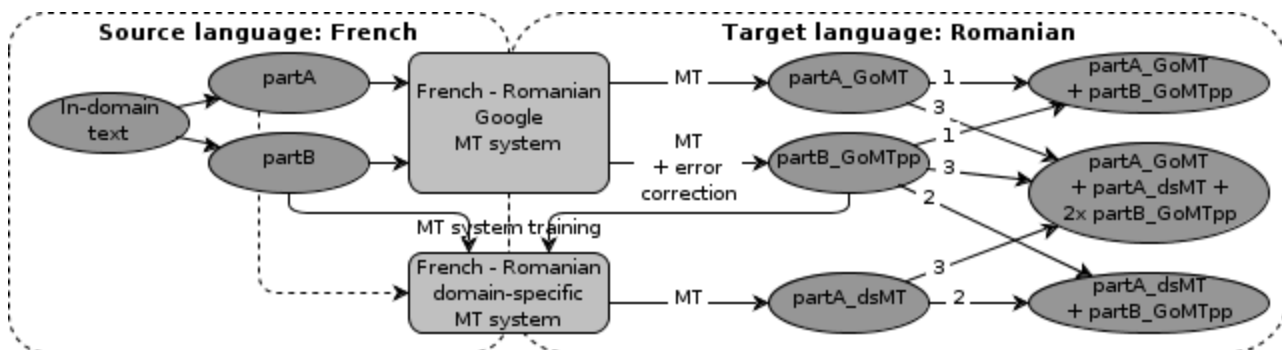 Source language: French
Target language: Romanian
In-domain
text
partA
partB
French - Romanian
Google
MT system
MT
MT
+ error
correction
MT system training
French - Romanian
domain-specific
MT system
MT
partA_GoMT
partB_GoMTpp
partA_dsMT
1
3
1
3
2
3
2
partA_GoMT
+ partB_GoMTpp
partA_GoMT
+ partA_dsMT +
2x partB_GoMTpp
partA_dsMT
+ partB_GoMTpp